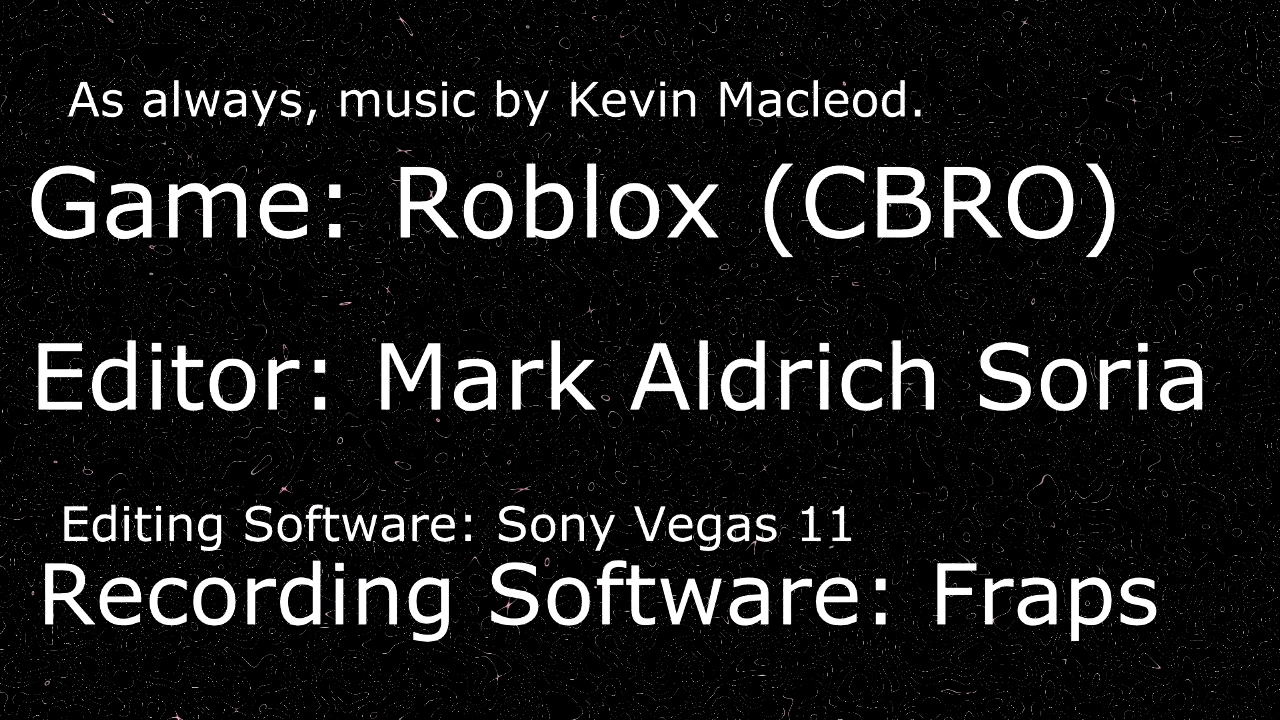 As always, music by Kevin Macleod.
Game: Roblox (CBRO)
Editor: Mark Aldrich Soria
Editing Software: Sony Vegas 11
Recording Software: Fraps